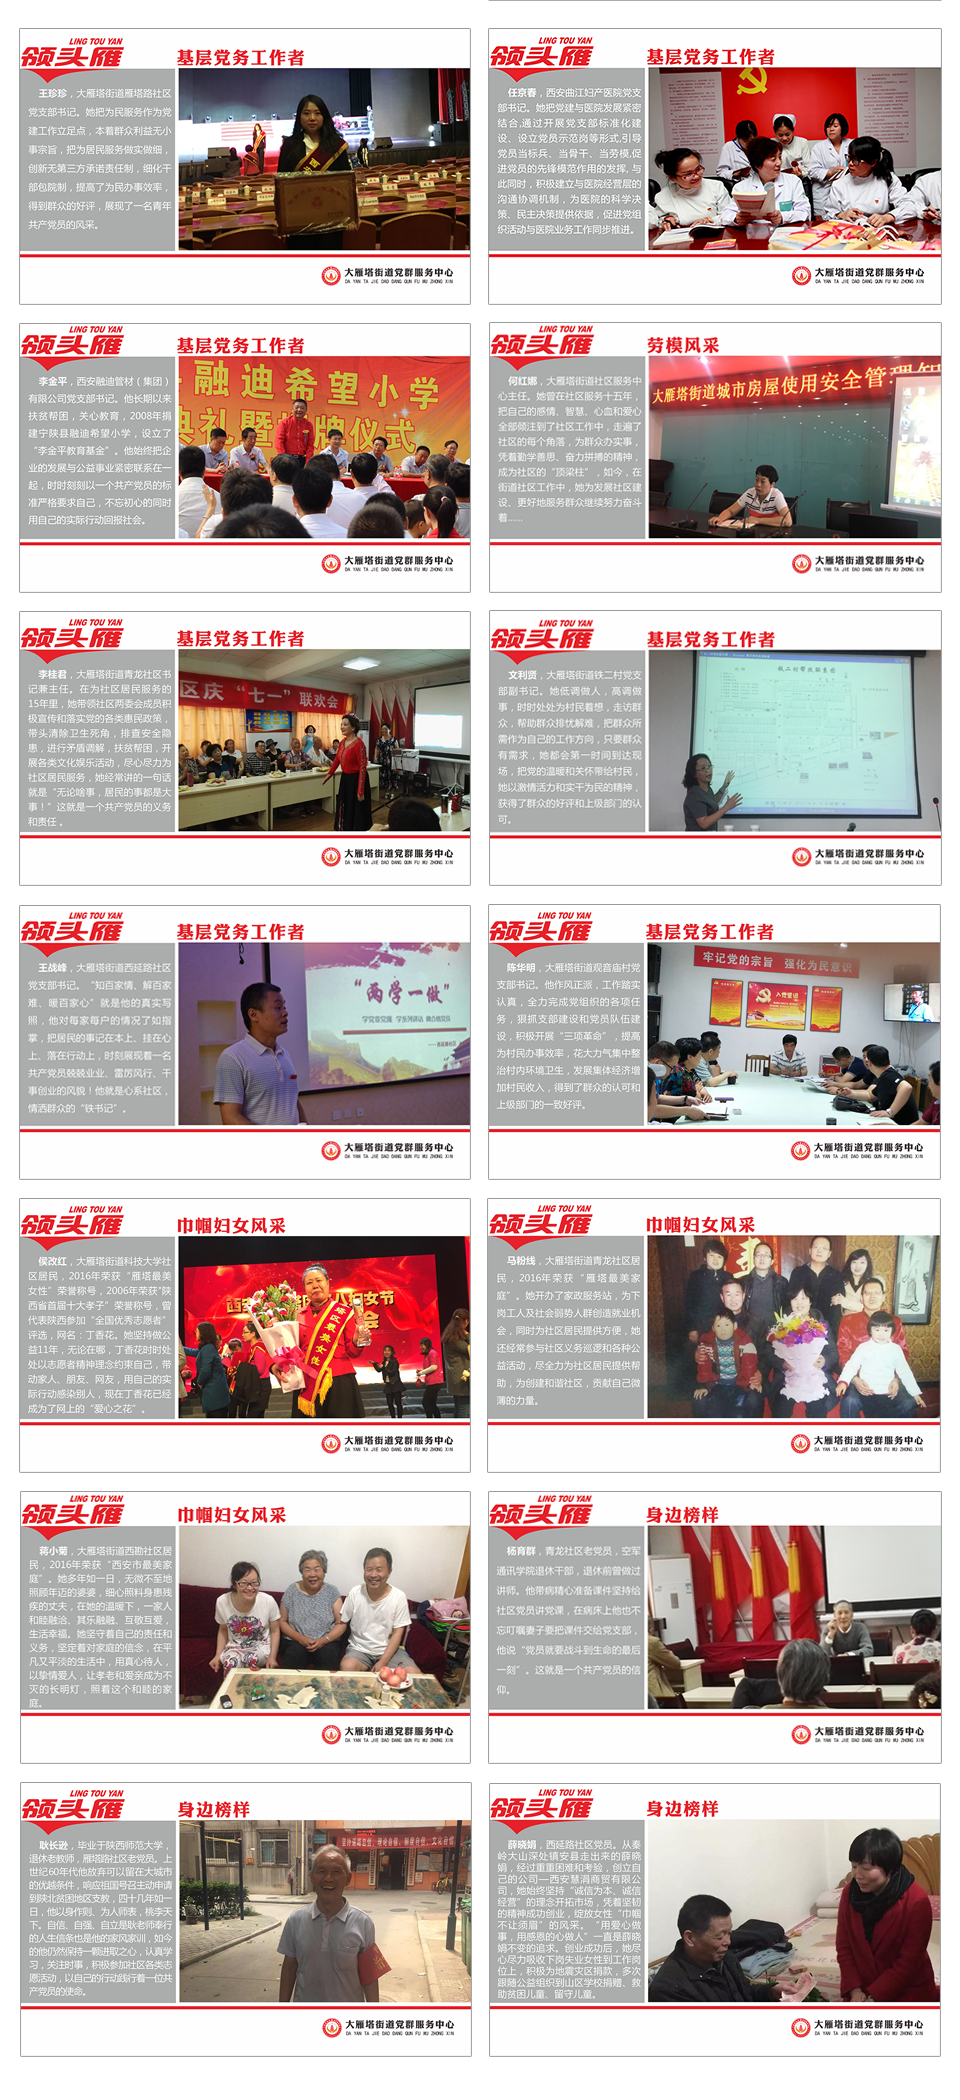 LING TOU YAN
领头雁
基层党务工作者
王珍珍，大雁塔街道雁塔路社区
党支部书记。她把为民服务作为党
建工作立足点，本着群众利益无小
事宗旨，把为居民服务做实做细，
创新无第三方承诺责任制，细化干
部包院制，提高了为民办事效率，
得到群众的好评，展现了一名青年
共产党员的风采。
大雁塔街道党群服务中心
DA YAN TA JIE DAO DANG QUN FU WU ZHONG XIN
LING TOU YAN
领头雁
基层党务工作者
任京春，西安曲江妇产医院党支
部书记。她把党建与医院发展紧密
结合,通过开展党支部标准化建
设、设立党员示范岗等形式,引导
党员当标兵、当骨干、当劳模,促
进党员的先锋模范作用的发挥,与
此同时，积极建立与医院经营层的
沟通协调机制，为医院的科学决
策、民主决策提供依据，促进党组
织活动与医院业务工作同步推进。
大雁塔街道党群服务中心
DA YAN TA JIE DAO DANG QUN FU WU ZHONG XIN
LING TOU YAN
领头雁
基层党务工作者
李金平，西安融迪管材（集团）
有限公司党支部书记。他长期以来
扶贫帮困，关心教育，2008年捐
建宁陕县融迪希望小学，设立了
“李金平教育基金”。他始终把企
业的发展与公益事业紧密联系在一
起，时时刻刻以一个共产党员的标
准严格要求自己，不忘初心的同时
用自己的实际行动回报社会。
融迪希望小学
典礼暨 牌仪式
大雁塔街道党群服务中心
DA YAN TA JIE DAO DANG QUN FU WU ZHONG XIN
LING TOU YAN
领头雁
劳模风采
何红娜，大雁塔街道社区服务中
心主任。她曾在社区服务十五年，
把自己的感情、智慧、心血和爱心
全部倾注到了社区工作中，走遍了
社区的每个角落，为群众办实事，
凭着勤学善思、奋力拼搏的精神，
成为社区的“顶梁柱”，如今，在
街道社区工作中，她为发展社区建
设、更好地服务群众继续努力奋斗
着……
大雁塔街道城市房屋使用安全管理知
大雁塔街道党群服务中心
DA YAN TA JIE DAO DANG QUN FU WU ZHONG XIN
LING TOU YAN
领头雁
基层党务工作者
李桂君，大雁塔街道青龙社区书
记兼主任。在为社区居民服务的
15年里，她带领社区两委会成员积
极宣传和落实党的各类惠民政策，
带头清除卫生死角，排查安全隐
患，进行矛盾调解，扶贫帮困，开
展各类文化娱乐活动，尽心尽力为
社区居民服务，她经常讲的一句话
就是“无论啥事，居民的事都是大
事！”这就是一个共产党员的义务
和责任 。
区庆“七一”联欢会
大雁塔街道党群服务中心
DA YAN TA JIE DAO DANG QUN FU WU ZHONG XIN
LING TOU YAN
领头雁
基层党务工作者
文利贤，大雁塔街道铁二村党支
部副书记。她低调做人，高调做
事，时时处处为村民着想，走访群
众，帮助群众排忧解难，把群众所
需作为自己的工作方向，只要群众
有需求，她都会第一时间到达现
场，把党的温暖和关怀带给村民，
她以激情活力和实干为民的精神，
获得了群众的好评和上级部门的认
可。
大雁塔街道党群服务中心
DA YAN TA JIE DAO DANG QUN FU WU ZHONG XIN
LING TOU YAN
领头雁
基层党务工作者
王战峰，大雁塔街道西延路社区
党支部书记。“知百家情、解百家
难、暖百家心”就是他的真实写
照，他对每家每户的情况了如指
掌，把居民的事记在本上、挂在心
上、落在行动上，时刻展现着一名
共产党员兢兢业业、雷厉风行、干
事创业的风貌！他就是心系社区，
情洒群众的“铁书记”。
“两学一做”
学党章党规 学系列讲话 做合格党员
大雁塔街道党群服务中心
DA YAN TA JIE DAO DANG QUN FU WU ZHONG XIN
LING TOU YAN
领头雁
基层党务工作者
陈华明，大雁塔街道观音庙村党
支部书记。他作风正派，工作踏实
认真，全力完成党组织的各项任
务，狠抓支部建设和党员队伍建
设，积极开展“三项革命”，提高
为村民办事效率，花大力气集中整
治村内环境卫生，发展集体经济增
加村民收入，得到了群众的认可和
上级部门的一致好评。
牢记党的宗旨 强化为民意识
入党誓词
大雁塔街道党群服务中心
DA YAN TA JIE DAO DANG QUN FU WU ZHONG XIN
LING TOU YAN
领头雁
巾帼妇女风采
侯改红，大雁塔街道科技大学社
区居民，2016年荣获“雁塔最美
女性”荣誉称号，2006年荣获“陕
西省首届十大孝子”荣誉称号，曾
代表陕西参加“全国优秀志愿者”
评选，网名：丁香花。她坚持做公
益11年，无论在哪，丁香花时时处
处以志愿者精神理念约束自己，带
动家人、朋友、网友，用自己的实
际行动感染别人，现在丁香花已经
成为了网上的“爱心之花”。
塔区最美女性
大雁塔街道党群服务中心
DA YAN TA JIE DAO DANG QUN FU WU ZHONG XIN
LING TOU YAN
领头雁
巾帼妇女风采
马粉线，大雁塔街道青龙社区居
民，2016年荣获“雁塔最美家
庭”。她开办了家政服务站，为下
岗工人及社会弱势人群创造就业机
会，同时为社区居民提供方便，她
还经常参与社区义务巡逻和各种公
益活动，尽全力为社区居民提供帮
助，为创建和谐社区，贡献自己微
薄的力量。
大雁塔街道党群服务中心
DA YAN TA JIE DAO DANG QUN FU WU ZHONG XIN
LING TOU YAN
领头雁
巾帼妇女风采
蒋小菊，大雁塔街道西勘社区居
民，2016年荣获“西安市最美家
庭”。她多年如一日，无微不至地
照顾年迈的婆婆，细心照料身患残
疾的丈夫，在她的温暖下，一家人
和睦融洽、其乐融融、互敬互爱，
生活幸福。她坚守着自己的责任和
义务，坚定着对家庭的信念，在平
凡又平淡的生活中，用真心待人，
以挚情爱人，让孝老和爱亲成为不
灭的长明灯，照着这个和睦的家
庭。
大雁塔街道党群服务中心
DA YAN TA JIE DAO DANG QUN FU WU ZHONG XIN
LING TOU YAN
领头雁
身边榜样
杨育群，青龙社区老党员，空军
通讯学院退休干部，退休前曾做过
讲师。他带病精心准备课件坚持给
社区党员讲党课，在病床上他也不
忘叮嘱妻子要把课件交给党支部，
他说“党员就要战斗到生命的最后
一刻”。这就是一个共产党员的信
仰。
大雁塔街道党群服务中心
DA YAN TA JIE DAO DANG QUN FU WU ZHONG XIN
LING TOU YAN
领头雁
身边榜样
耿长逊，毕业于陕西师范大学，
退休老教师，雁塔路社区老党员。上
世纪60年代他放弃可以留在大城市
的优越条件，响应祖国号召主动申请
到陕北贫困地区支教，四十几年如一
日，他以身作则、为人师表，桃李天
下。自信、自强、自立是耿老师奉行
的人生信条也是他的家风家训，如今
的他仍然保持一颗进取之心，认真学
习，关注时事，积极参加社区各类志
愿活动，以自己的行动践行着一位共
产党员的使命。
大雁塔街道党群服务中心
DA YAN TA JIE DAO DANG QUN FU WU ZHONG XIN
LING TOU YAN
领头雁
身边榜样
薛晓娟，西延路社区党员。从秦
岭大山深处镇安县走出来的薛晓
娟，经过重重困难和考验，创立自
己的公司—西安慧涓商贸有限公
司，她始终坚持“诚信为本、诚信
经营”的理念开拓市场，凭着坚韧
的精神成功创业，绽放女性“巾帼
不让须眉”的风采。“用爱心做
事，用感恩的心做人”一直是薛晓
娟不变的追求。创业成功后，她尽
心尽力吸收下岗失业女性到工作岗
位上，积极为地震灾区捐款，多次
跟随公益组织到山区学校捐赠、救
助贫困儿童、留守儿童。
大雁塔街道党群服务中心
DA YAN TA JIE DAO DANG QUN FU WU ZHONG XIN